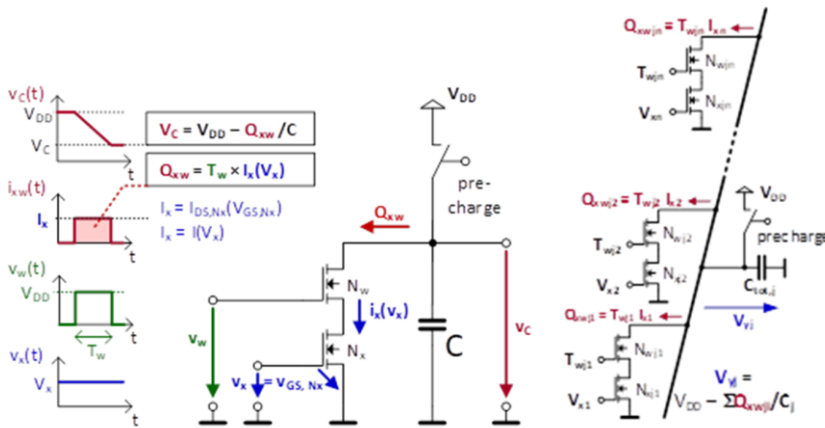 v_C(t)
V_DD
V_C
t
V_C = V_DD – Q_xw/C
Q_xw = T_w × I_x(V_x)
i_xw(t)
I_x
t
I_x = I_DS,Nx(V_GS,Nx)
I_x = I(V_x)
v_w(t)
V_DD
T_w
t
v_x(t)
V_x
t
V_DD
pre-
charge
Q_xw
N_w
i_x(v_x)
N_x
v_w
v_x = v_GS, Nx
C
v_C
Q_xwjn = T_wjn I_xn
T_wjn
N_wjn
V_xn
N_xjn
Q_xwj2 = T_wj2 I_x2
T_wj2
N_wj2
V_x2
N_xj2
V_DD
precharge
C_tot,j
V_yj
Q_xwj1 = T_wj1 I_x1
T_wj1
N_wj1
V_x1
N_xj1
V_yj =
V_DD – ΣQ_xwji/C_j